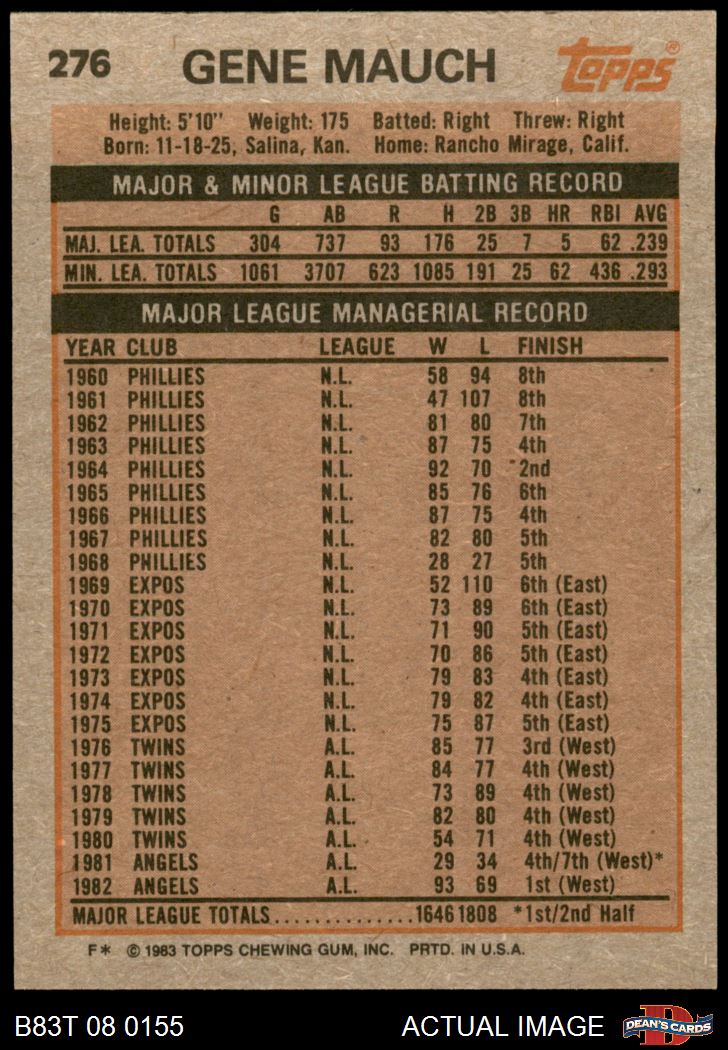 276 GENE MAUCH Topps®
Height: 5'10" Weight: 175 Batted: Right Threw: Right
Born: 11-18-25, Salina, Kan. Home: Rancho Mirage, Calif.
MAJOR & MINOR LEAGUE BATTING RECORD
G AB R H 2B 3B HR RBI AVG
MAJ. LEA. TOTALS 304 737 93 176 25 7 5 62 .239
MIN. LEA. TOTALS 1061 3707 623 1085 191 25 62 436 .293
MAJOR LEAGUE MANAGERIAL RECORD
YEAR CLUB LEAGUE W L FINISH
1960 PHILLIES N.L. 58 94 8th
1961 PHILLIES N.L. 47 107 8th
1962 PHILLIES N.L. 81 80 7th
1963 PHILLIES N.L. 87 75 4th
1964 PHILLIES N.L. 92 70 2nd
1965 PHILLIES N.L. 85 76 6th
1966 PHILLIES N.L. 87 75 4th
1967 PHILLIES N.L. 82 80 5th
1968 PHILLIES N.L. 28 27 5th
1969 EXPOS N.L. 52 110 6th (East)
1970 EXPOS N.L. 73 89 6th (East)
1971 EXPOS N.L. 71 90 5th (East)
1972 EXPOS N.L. 70 86 5th (East)
1973 EXPOS N.L. 79 83 4th (East)
1974 EXPOS N.L. 79 82 4th (East)
1975 EXPOS N.L. 75 87 5th (East)
1976 TWINS A.L. 85 77 3rd (West)
1977 TWINS A.L. 84 77 4th (West)
1978 TWINS A.L. 73 89 4th (West)
1979 TWINS A.L. 82 80 4th (West)
1980 TWINS A.L. 54 71 4th (West)
1981 ANGELS A.L. 29 34 4th/7th (West)*
1982 ANGELS A.L. 93 69 1st (West)
MAJOR LEAGUE TOTALS..............1646 1808 *1st/2nd Half
F* © 1983 TOPPS CHEWING GUM, INC. PRTD. IN U.S.A.
B83T 08 0155 ACTUAL IMAGE D DEAN'S CARDS